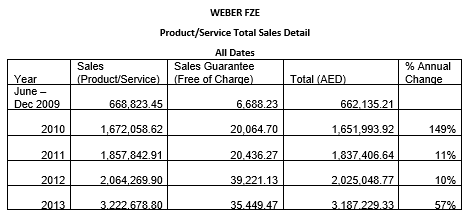 WEBER FZE
Product/Service Total Sales Detail
All Dates
Year Sales (Product/Service) Sales Guarantee (Free of Charge) Total (AED) % Annual Change
June – Dec 2009 668,823.45 6,688.23 662,135.21
2010 1,672,058.62 20,064.70 1,651,993.92 149%
2011 1,857,842.91 20,436.27 1,837,406.64 11%
2012 2,064,269.90 39,221.13 2,025,048.77 10%
2013 3,222,678.80 35,449.47 3,187,229.33 57%